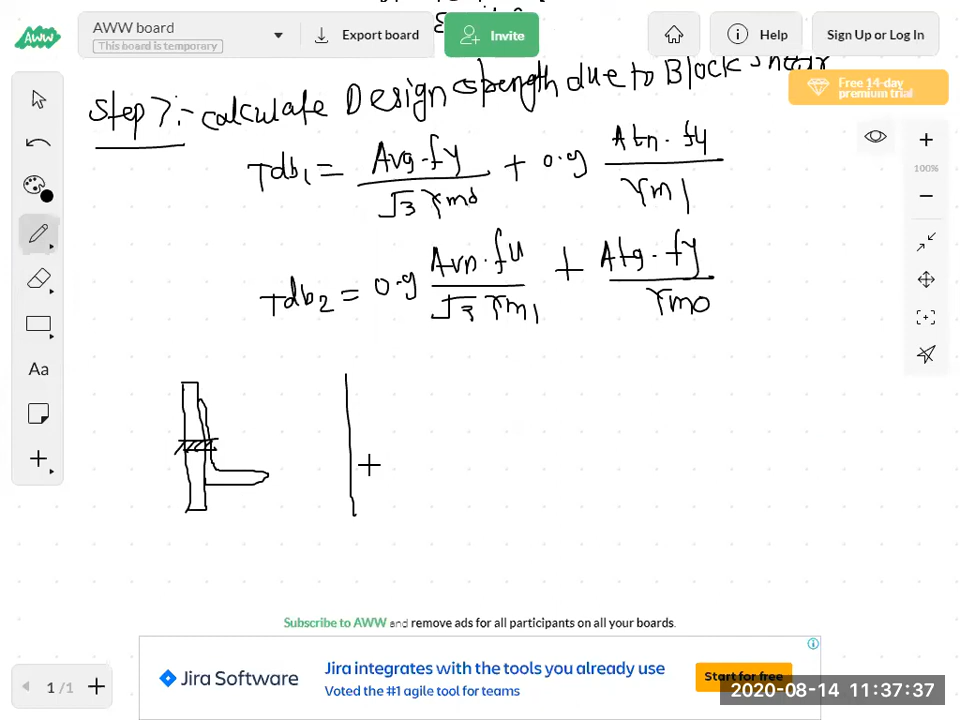 AWW
AWW board
This board is temporary
Export board
Invite
Help
Sign Up or Log In
Free 14-day
premium trial
Step 7:- calculate Design strength due to Block shear
Tdb1 = Avg.fy / √3 γm0 + 0.9 Atn.fy / γm1
Tdb2 = 0.9 Avn.fu / √3 γm1 + Atg.fy / γm0
100%
Aa
Subscribe to AWW and remove ads for all participants on all your boards.
Jira Software
Jira integrates with the tools you already use
Voted the #1 agile tool for teams
Start for free
1 /1
2020-08-14 11:37:37